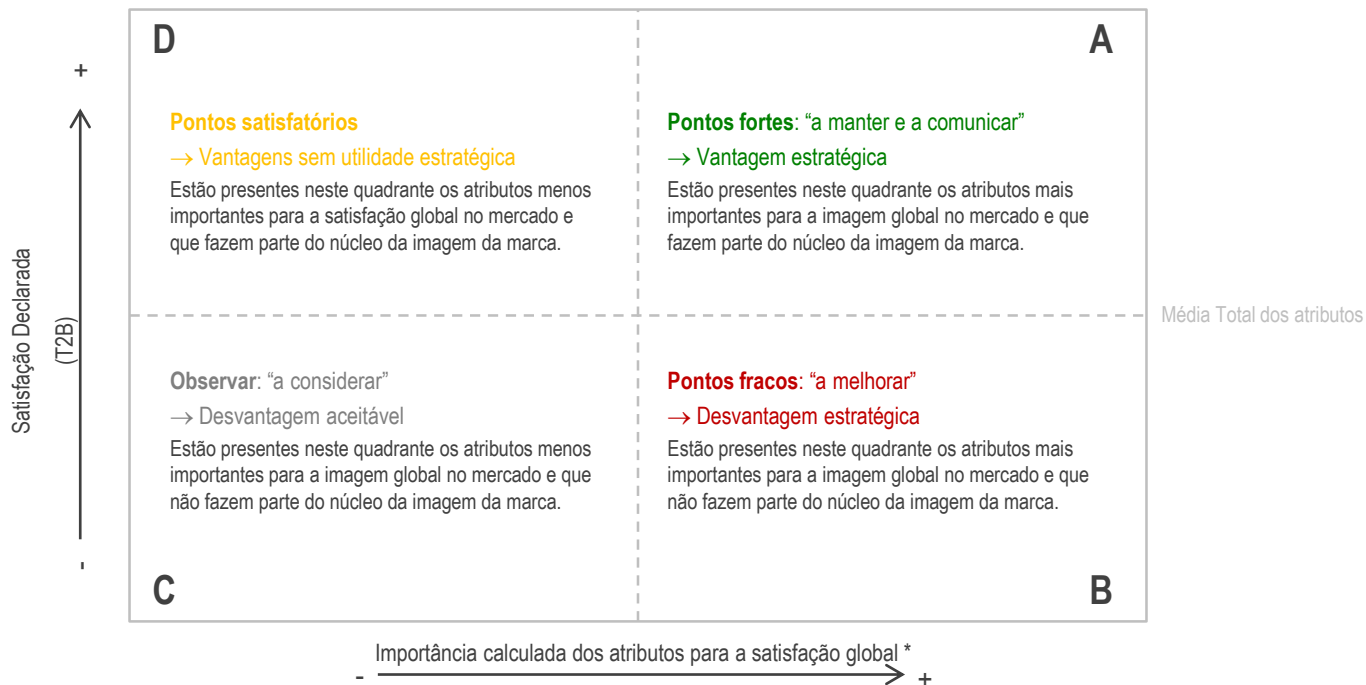 D
A
+
Pontos satisfatórios
→ Vantagens sem utilidade estratégica
Estão presentes neste quadrante os atributos menos
importantes para a satisfação global no mercado e
que fazem parte do núcleo da imagem da marca.
Pontos fortes: “a manter e a comunicar”
→ Vantagem estratégica
Estão presentes neste quadrante os atributos mais
importantes para a imagem global no mercado e que
fazem parte do núcleo da imagem da marca.
Satisfação Declarada
(T2B)
Média Total dos atributos
Observar: “a considerar”
→ Desvantagem aceitável
Estão presentes neste quadrante os atributos menos
importantes para a imagem global no mercado e que
não fazem parte do núcleo da imagem da marca.
Pontos fracos: “a melhorar”
→ Desvantagem estratégica
Estão presentes neste quadrante os atributos mais
importantes para a imagem global no mercado e que
não fazem parte do núcleo da imagem da marca.
-
C
B
Importância calculada dos atributos para a satisfação global *
-
+